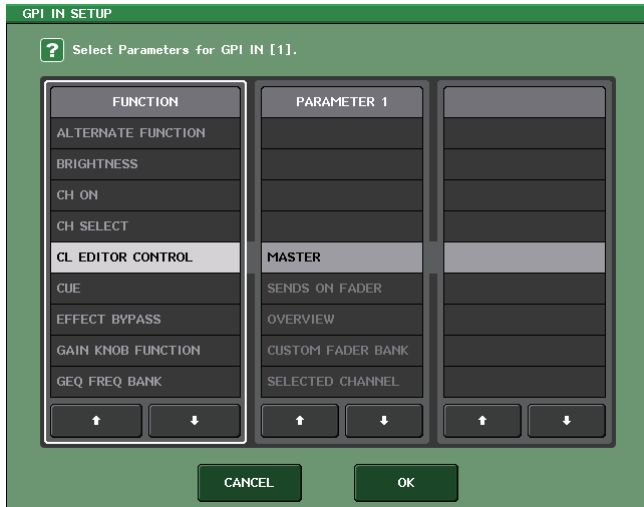 GPI IN SETUP
? Select Parameters for GPI IN [1].
FUNCTION
PARAMETER 1
ALTERNATE FUNCTION
BRIGHTNESS
CH ON
CH SELECT
CL EDITOR CONTROL
MASTER
CUE
SENDS ON FADER
EFFECT BYPASS
OVERVIEW
GAIN KNOB FUNCTION
CUSTOM FADER BANK
GEQ FREQ BANK
SELECTED CHANNEL
CANCEL
OK